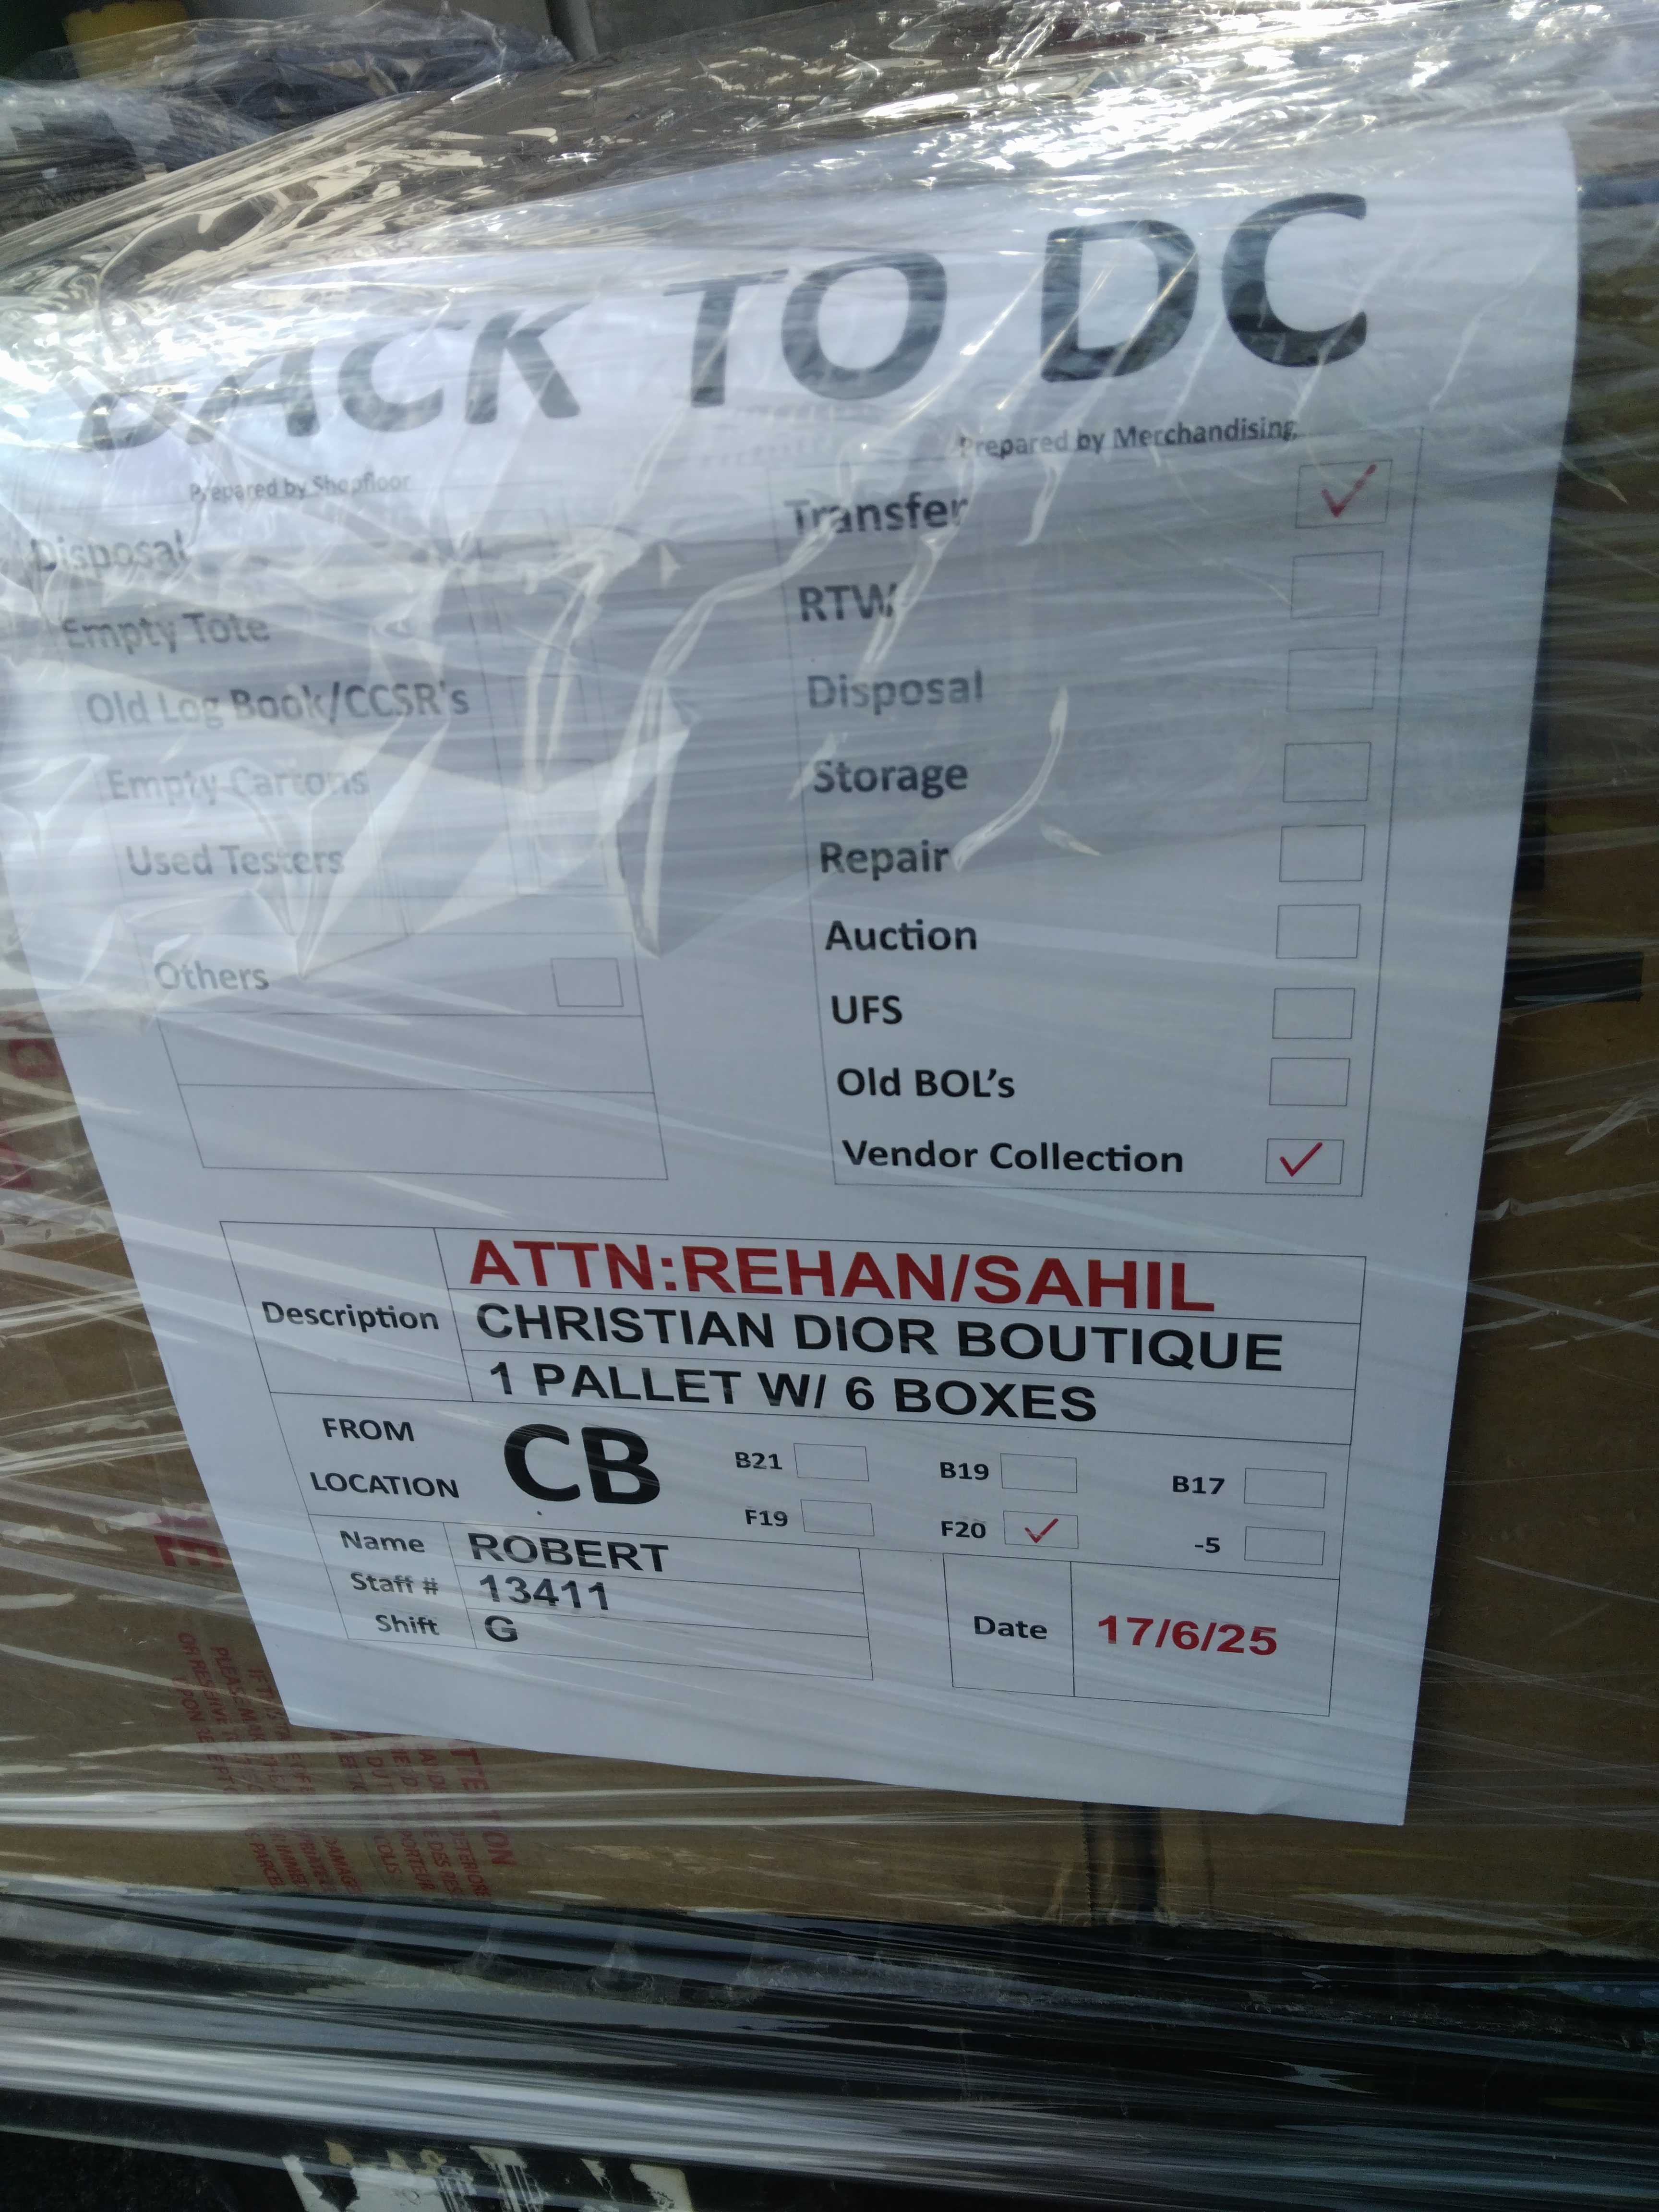 BACK TO DC
Prepared by Shopfloor
Disposal
Empty Tote
Old Log Book/CCSR's
Empty Cartons
Used Testers
Others
Prepared by Merchandising
Transfer
RTW
Disposal
Storage
Repair
Auction
UFS
Old BOL's
Vendor Collection
Description
ATTN:REHAN/SAHIL
CHRISTIAN DIOR BOUTIQUE
1 PALLET W/ 6 BOXES
FROM
LOCATION
CB
B21
B19
B17
F19
F20
-5
Name ROBERT
Staff # 13411
Shift G
Date 17/6/25